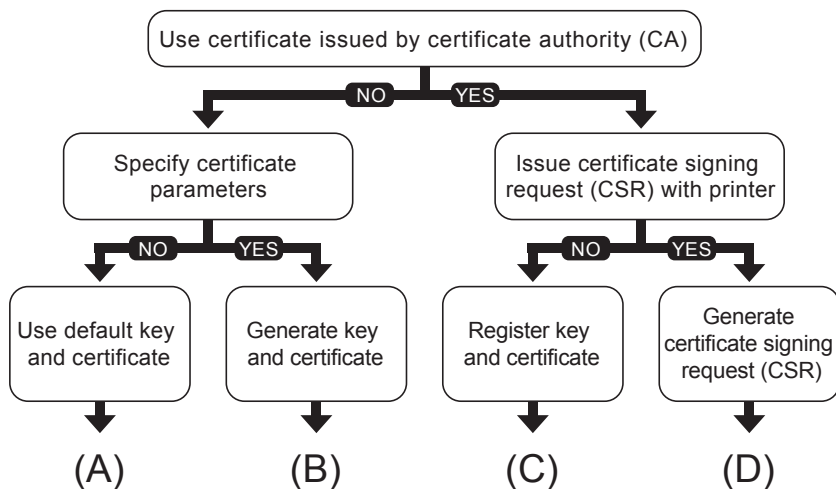 Use certificate issued by certificate authority (CA)
NO
YES
Specify certificate
parameters
Issue certificate signing
request (CSR) with printer
NO
YES
NO
YES
Use default key
and certificate
Generate key
and certificate
Register key
and certificate
Generate
certificate signing
request (CSR)
(A)
(B)
(C)
(D)